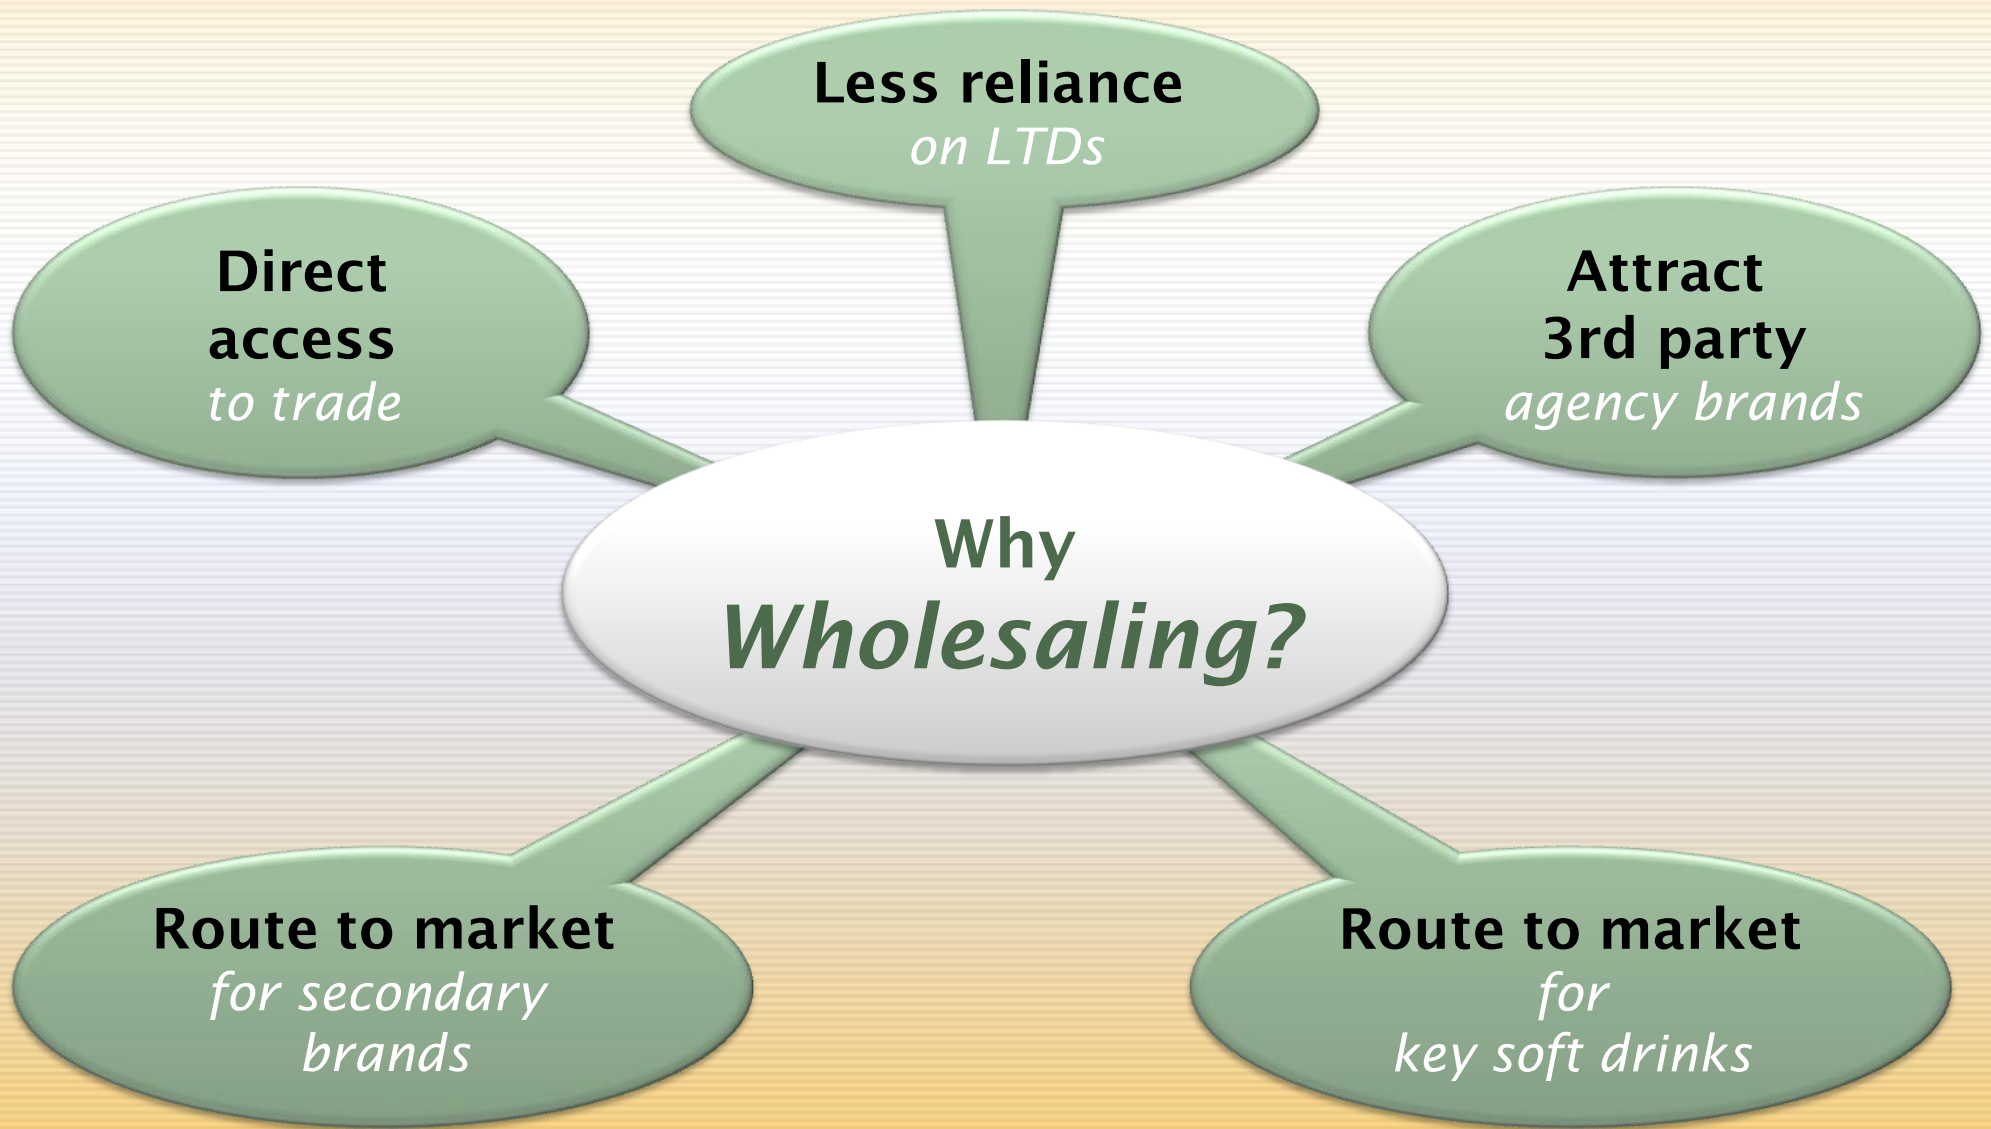 Less reliance
on LTDs
Direct
access
to trade
Attract
3rd party
agency brands
Why
Wholesaling?
Route to market
for secondary
brands
Route to market
for
key soft drinks